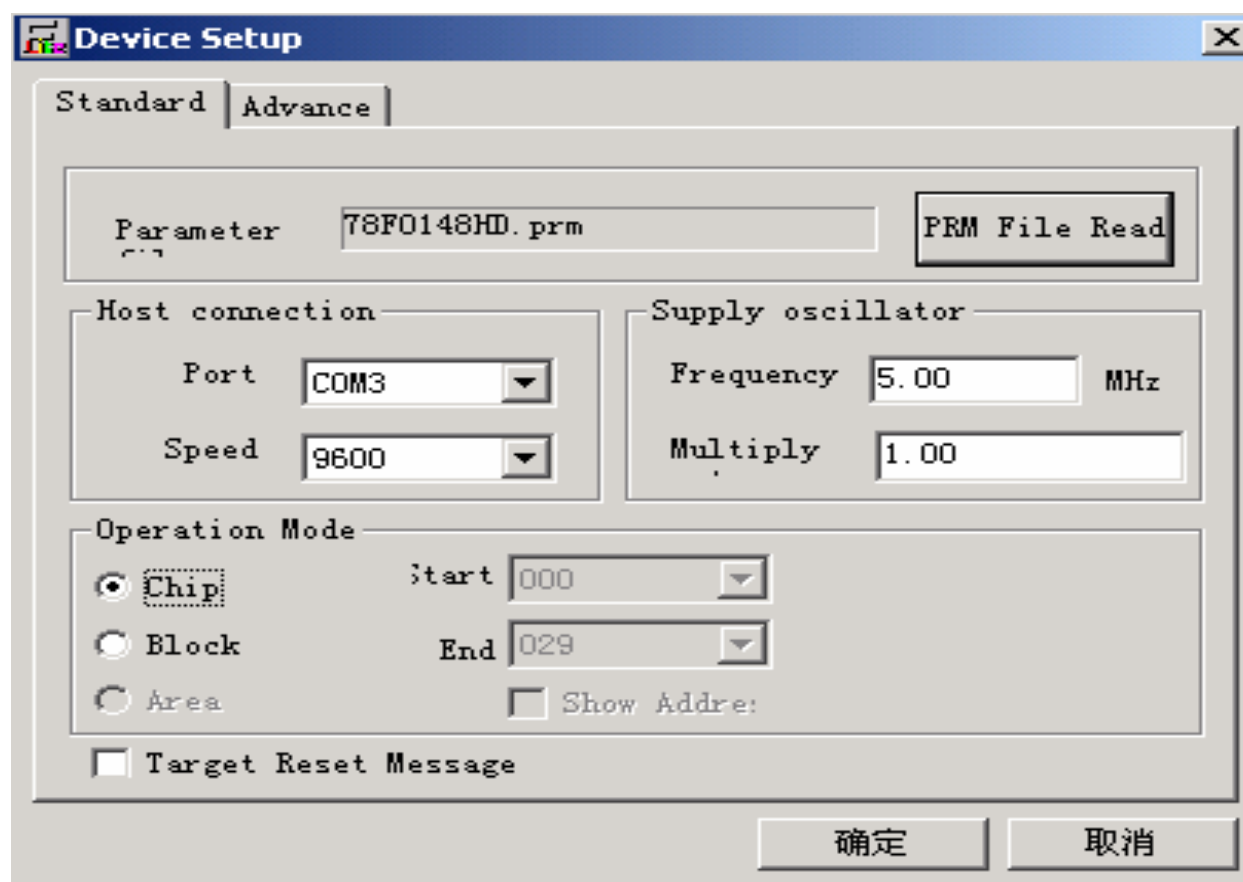 Device Setup
Standard
Advance
Parameter
78F0148HD.prm
PRM File Read
Host connection
Port
COM3
Speed
9600
Supply oscillator
Frequency
5.00
MHz
Multiply
1.00
Operation Mode
Chip
Start
000
Block
End
029
Area
Show Addre
Target Reset Message
确定
取消